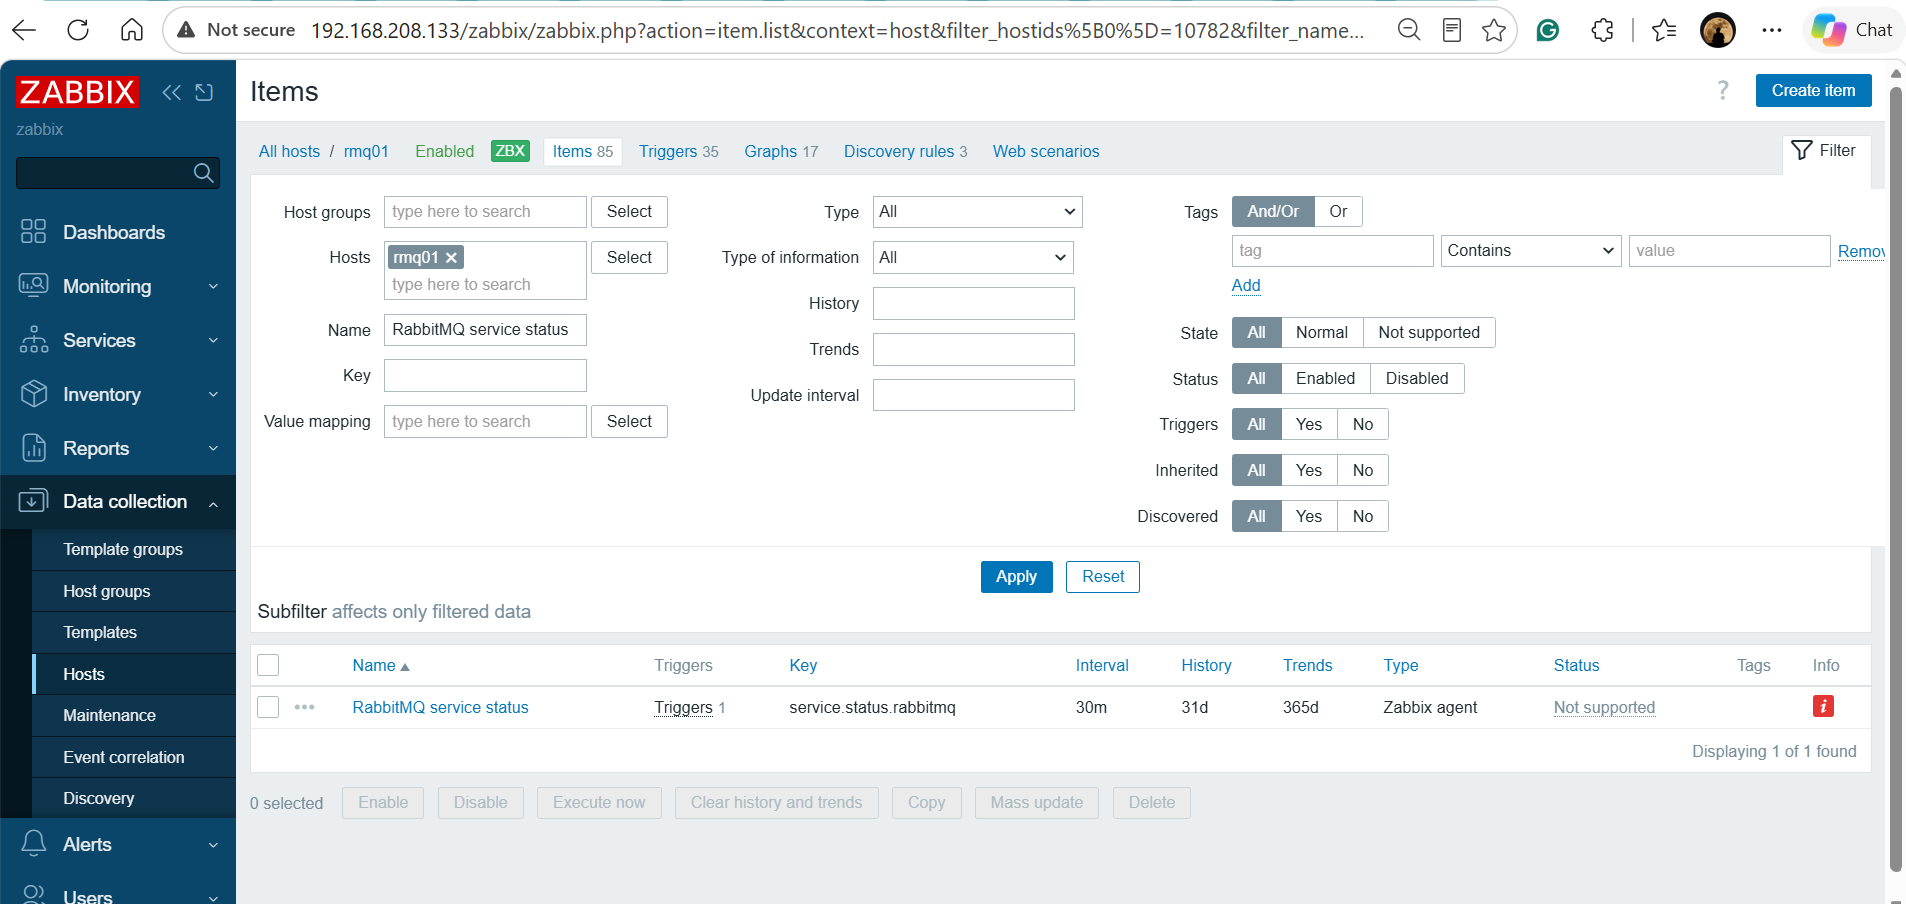 Not secure 192.168.208.133/zabbix/zabbix.php?action=item.list&context=host&filter_hostids%5B0%5D=10782&filter_name... Chat
ZABBIX
zabbix
Dashboards
Monitoring
Services
Inventory
Reports
Data collection
Template groups
Host groups
Templates
Hosts
Maintenance
Event correlation
Discovery
Alerts
Users
Items ? Create item
All hosts / rmq01 Enabled ZBX Items 85 Triggers 35 Graphs 17 Discovery rules 3 Web scenarios Filter
Host groups type here to search Select
Hosts rmq01 type here to search Select
Name RabbitMQ service status
Key
Value mapping type here to search Select
Type All
Type of information All
History
Trends
Update interval
Tags And/Or Or
tag Contains value Remov
Add
State All Normal Not supported
Status All Enabled Disabled
Triggers All Yes No
Inherited All Yes No
Discovered All Yes No
Apply Reset
Subfilter affects only filtered data
Name Triggers Key Interval History Trends Type Status Tags Info
RabbitMQ service status Triggers 1 service.status.rabbitmq 30m 31d 365d Zabbix agent Not supported i
Displaying 1 of 1 found
0 selected Enable Disable Execute now Clear history and trends Copy Mass update Delete